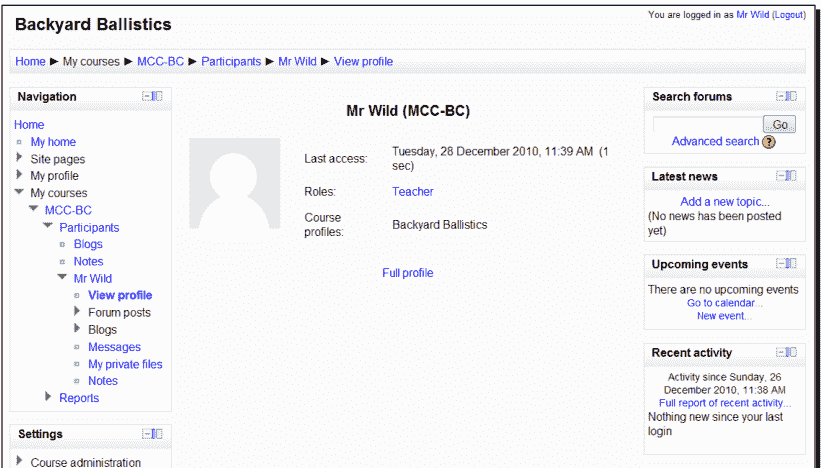 Backyard Ballistics
You are logged in as Mr Wild (Logout)
Home ▶ My courses ▶ MCC-BC ▶ Participants ▶ Mr Wild ▶ View profile
Navigation
Home
My home
Site pages
My profile
My courses
MCC-BC
Participants
Blogs
Notes
Mr Wild
View profile
Forum posts
Blogs
Messages
My private files
Notes
Reports
Settings
Course administration
Mr Wild (MCC-BC)
Last access:
Tuesday, 28 December 2010, 11:39 AM (1
sec)
Roles:
Teacher
Course
profiles:
Backyard Ballistics
Full profile
Search forums
Go
Advanced search ?
Latest news
Add a new topic...
(No news has been posted
yet)
Upcoming events
There are no upcoming events
Go to calendar...
New event...
Recent activity
Activity since Sunday, 26
December 2010, 11:38 AM
Full report of recent activity...
Nothing new since your last
login